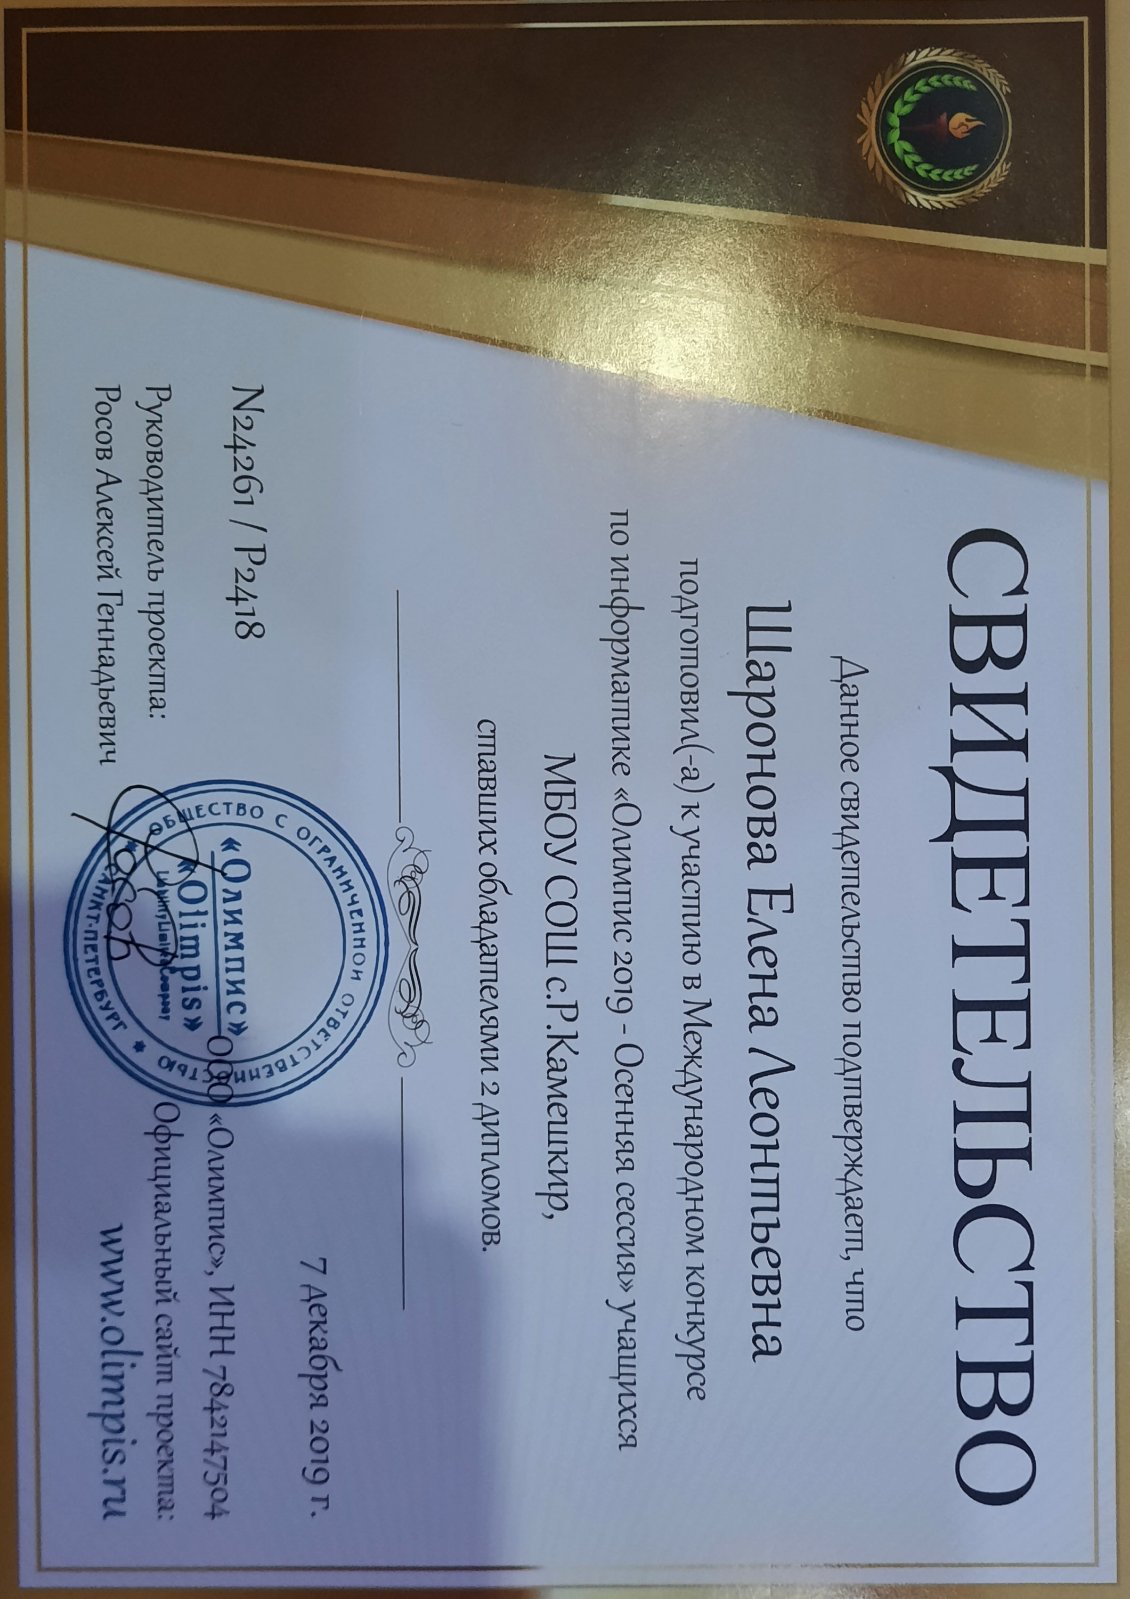 СВИДЕТЕЛЬСТВО
Данное свидетельство подтверждает, что
Шаронова Елена Леонтьевна
подготовил(-а) к участию в Международном конкурсе
по информатике «Олимпис 2019 - Осенняя сессия» учащихся
МБОУ СОШ с.Р.Камешкир,
ставших обладателями 2 дипломов.
7 декабря 2019 г.
N24261 / P2418
Руководитель проекта:
Росов Алексей Геннадьевич
ОБЩЕСТВО С ОГРАНИЧЕННОЙ ОТВЕТСТВЕННОСТЬЮ
«Олимпис»
«Olimpis»
САНКТ-ПЕТЕРБУРГ
ООО «Олимпис», ИНН 7842147504
Официальный сайт проекта:
www.olimpis.ru